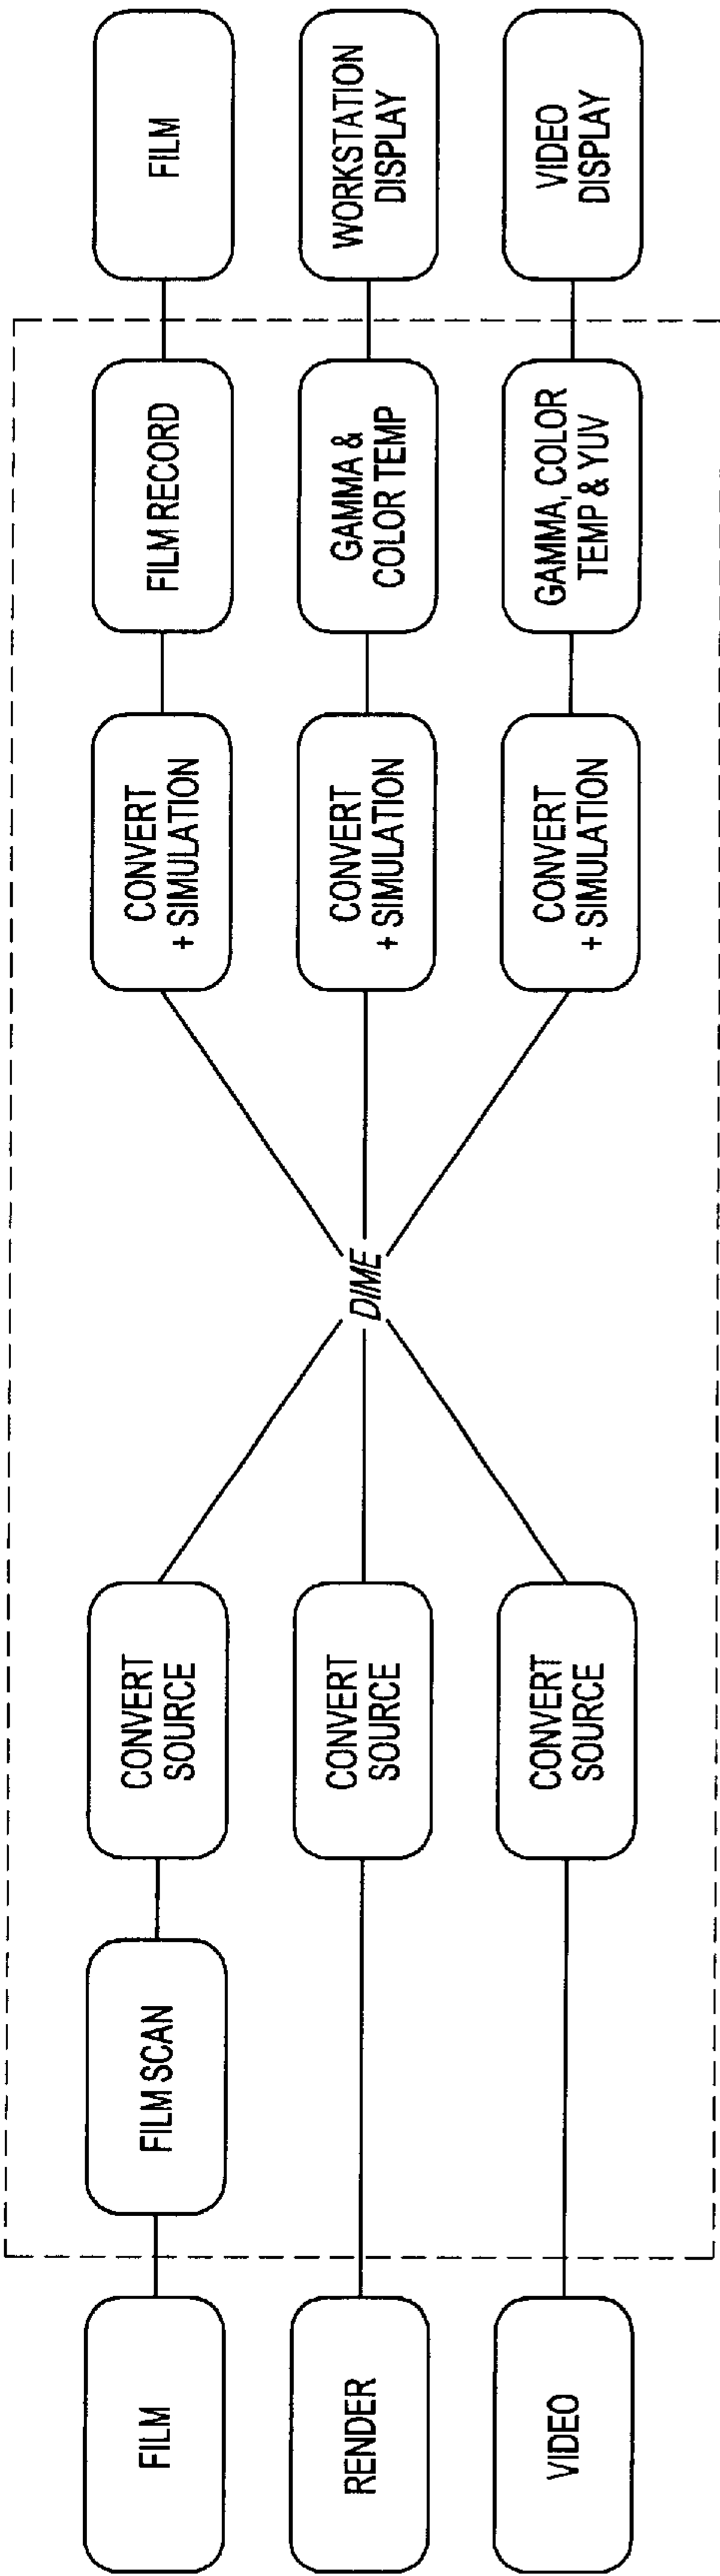 FILM
FILM SCAN
CONVERT
SOURCE
RENDER
CONVERT
SOURCE
VIDEO
CONVERT
SOURCE
DIME
CONVERT
+ SIMULATION
FILM RECORD
FILM
CONVERT
+ SIMULATION
GAMMA &
COLOR TEMP
WORKSTATION
DISPLAY
CONVERT
+ SIMULATION
GAMMA, COLOR
TEMP & YUV
VIDEO
DISPLAY